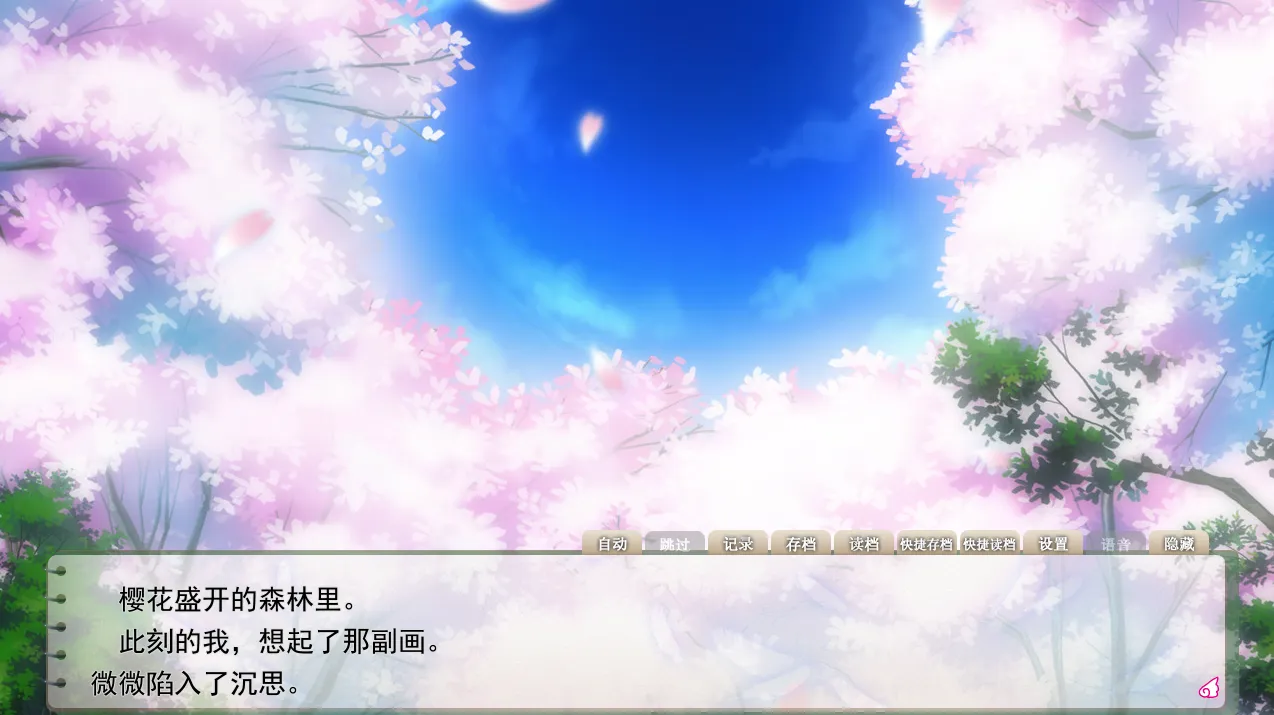 自动 跳过 记录 存档 读档 快捷存档 快捷读档 设置 语音 隐藏
樱花盛开的森林里。
此刻的我，想起了那副画。
微微陷入了沉思。